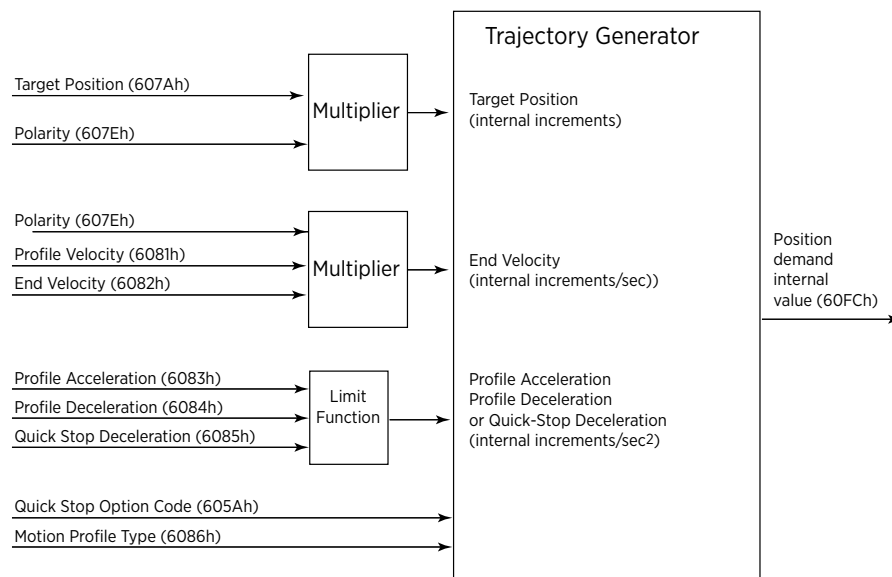 Trajectory Generator
Target Position (607Ah)
Polarity (607Eh)
Multiplier
Target Position
(internal increments)
Polarity (607Eh)
Profile Velocity (6081h)
End Velocity (6082h)
Multiplier
End Velocity
(internal increments/sec))
Position
demand
internal
value (60FCh)
Profile Acceleration (6083h)
Profile Deceleration (6084h)
Quick Stop Deceleration (6085h)
Limit
Function
Profile Acceleration
Profile Deceleration
or Quick-Stop Deceleration
(internal increments/sec²)
Quick Stop Option Code (605Ah)
Motion Profile Type (6086h)